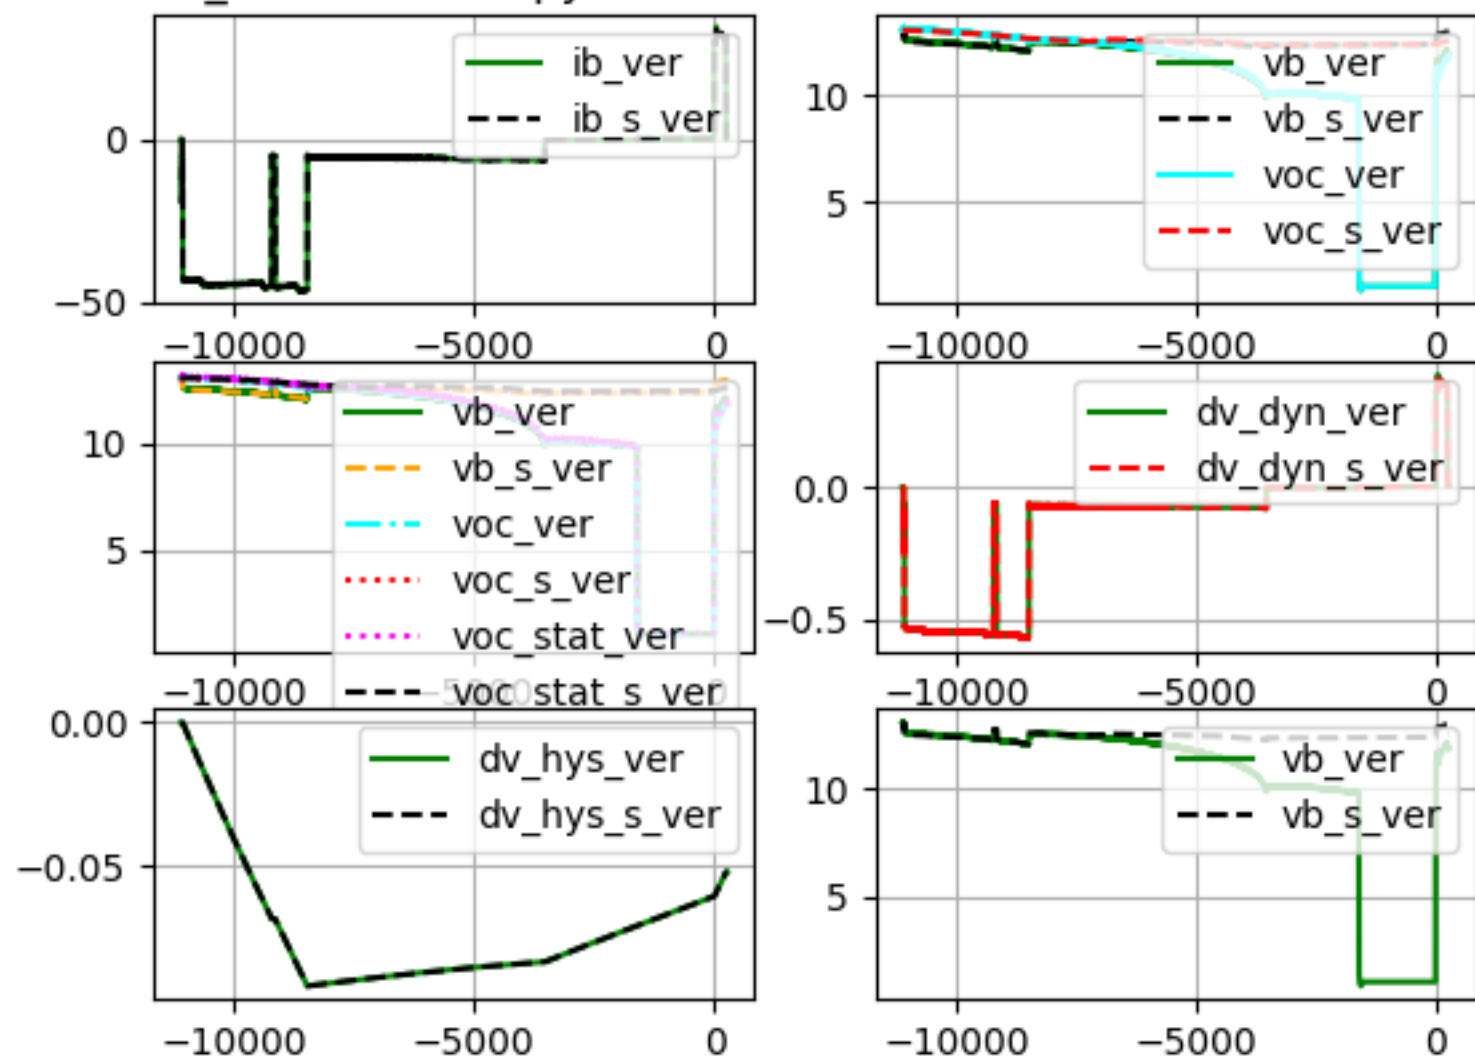 ib_ver
ib_s_ver
0
−50
−10000 −5000 0
vb_ver
vb_s_ver
voc_ver
voc_s_ver
10
5
−10000 −5000 0
vb_ver
vb_s_ver
voc_ver
voc_s_ver
voc_stat_ver
voc_stat_s_ver
10
5
−10000 −5000 0
dv_dyn_ver
dv_dyn_s_ver
0.0
−0.5
−10000 −5000 0
dv_hys_ver
dv_hys_s_ver
0.00
−0.05
−10000 −5000 0
vb_ver
vb_s_ver
10
5
−10000 −5000 0